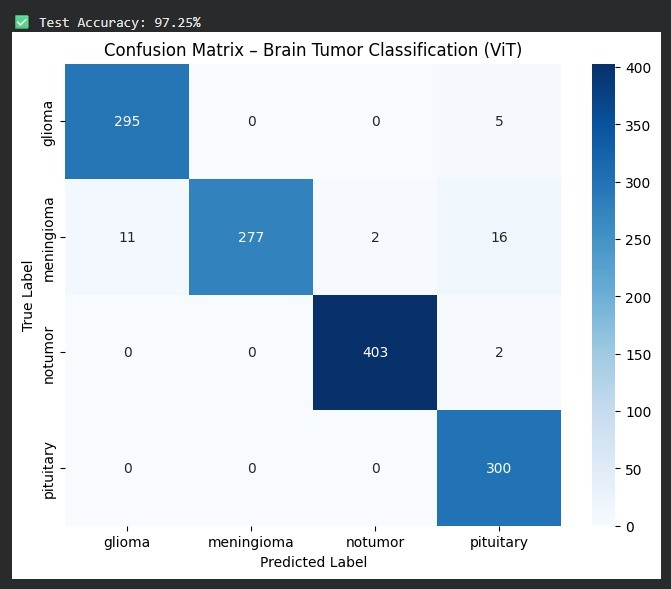 ✅ Test Accuracy: 97.25%
Confusion Matrix – Brain Tumor Classification (ViT)
True Label
glioma 295 0 0 5
meningioma 11 277 2 16
notumor 0 0 403 2
pituitary 0 0 0 300
glioma meningioma notumor pituitary
Predicted Label
400
350
300
250
200
150
100
50
0